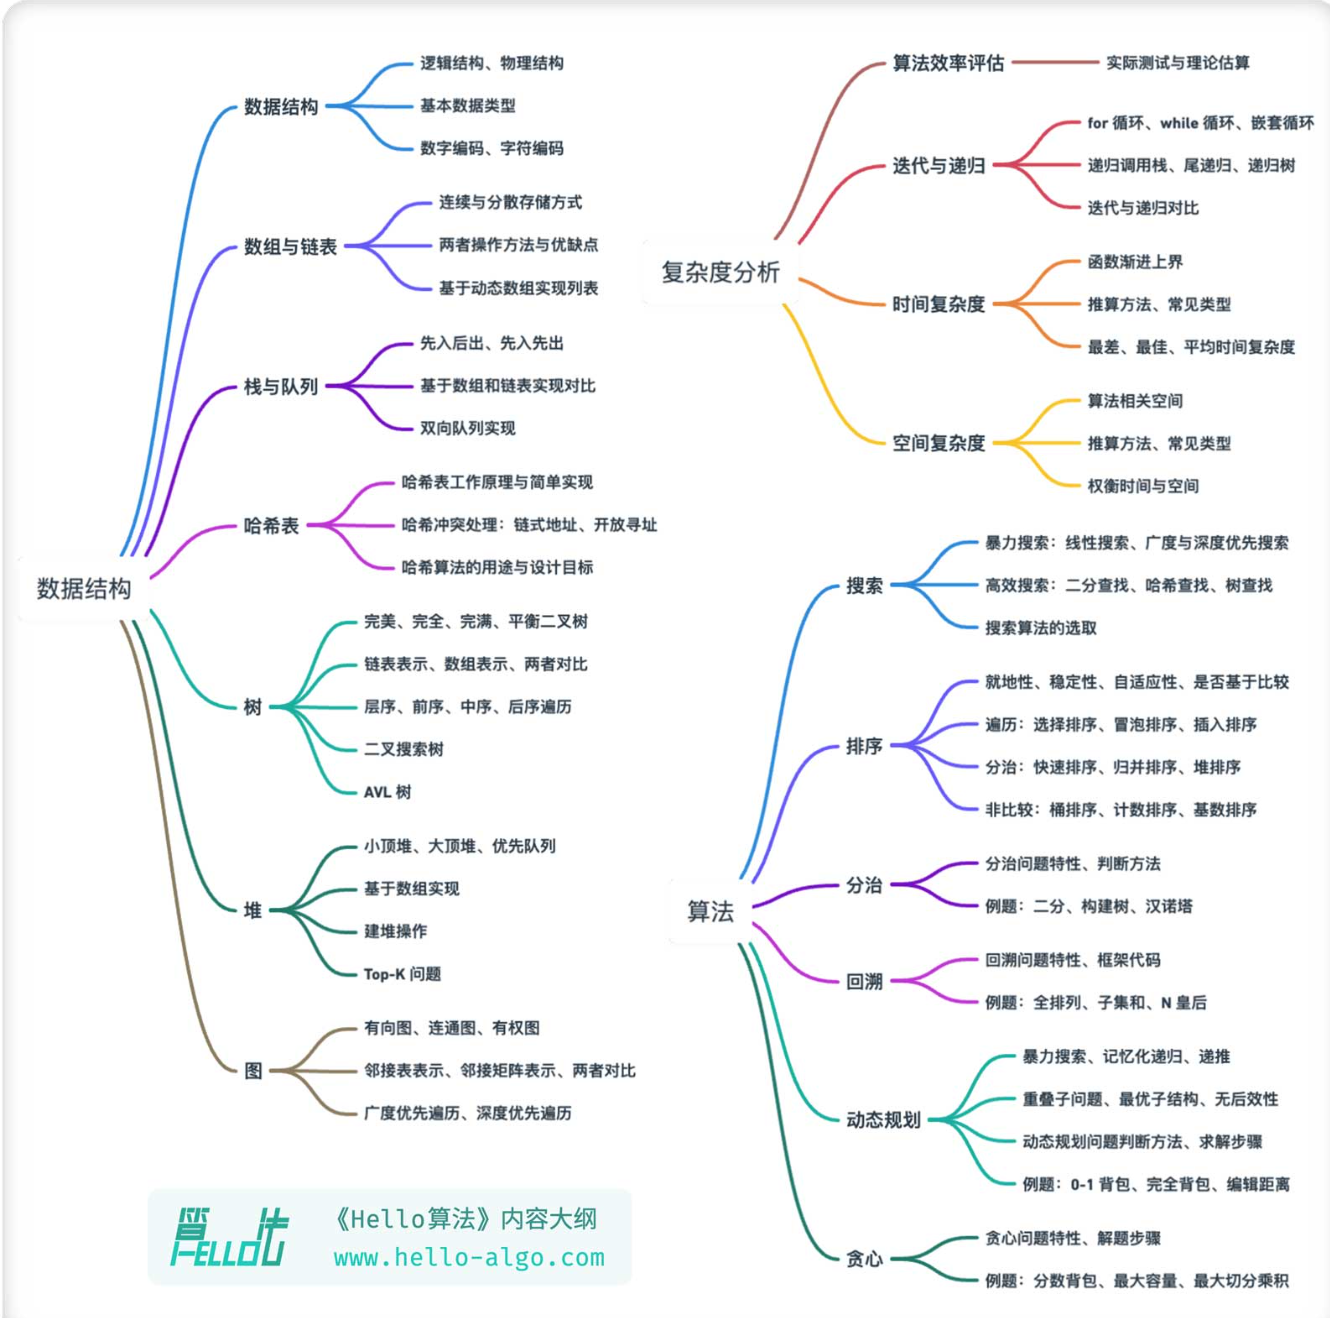 数据结构
数据结构
逻辑结构、物理结构
基本数据类型
数字编码、字符编码
数组与链表
连续与分散存储方式
两者操作方法与优缺点
基于动态数组实现列表
栈与队列
先入后出、先入先出
基于数组和链表实现对比
双向队列实现
哈希表
哈希表工作原理与简单实现
哈希冲突处理：链式地址、开放寻址
哈希算法的用途与设计目标
树
完美、完全、完满、平衡二叉树
链表表示、数组表示、两者对比
层序、前序、中序、后序遍历
二叉搜索树
AVL 树
堆
小顶堆、大顶堆、优先队列
基于数组实现
建堆操作
Top-K 问题
图
有向图、连通图、有权图
邻接表表示、邻接矩阵表示、两者对比
广度优先遍历、深度优先遍历
复杂度分析
算法效率评估
实际测试与理论估算
迭代与递归
for 循环、while 循环、嵌套循环
递归调用栈、尾递归、递归树
迭代与递归对比
时间复杂度
函数渐进上界
推算方法、常见类型
最差、最佳、平均时间复杂度
空间复杂度
算法相关空间
推算方法、常见类型
权衡时间与空间
算法
搜索
暴力搜索：线性搜索、广度与深度优先搜索
高效搜索：二分查找、哈希查找、树查找
搜索算法的选取
排序
就地性、稳定性、自适应性、是否基于比较
遍历：选择排序、冒泡排序、插入排序
分治：快速排序、归并排序、堆排序
非比较：桶排序、计数排序、基数排序
分治
分治问题特性、判断方法
例题：二分、构建树、汉诺塔
回溯
回溯问题特性、框架代码
例题：全排列、子集和、N 皇后
动态规划
暴力搜索、记忆化递归、递推
重叠子问题、最优子结构、无后效性
动态规划问题判断方法、求解步骤
例题：0-1 背包、完全背包、编辑距离
贪心
贪心问题特性、解题步骤
例题：分数背包、最大容量、最大切分乘积
算法
HELLO
《Hello算法》内容大纲
www.hello-algo.com